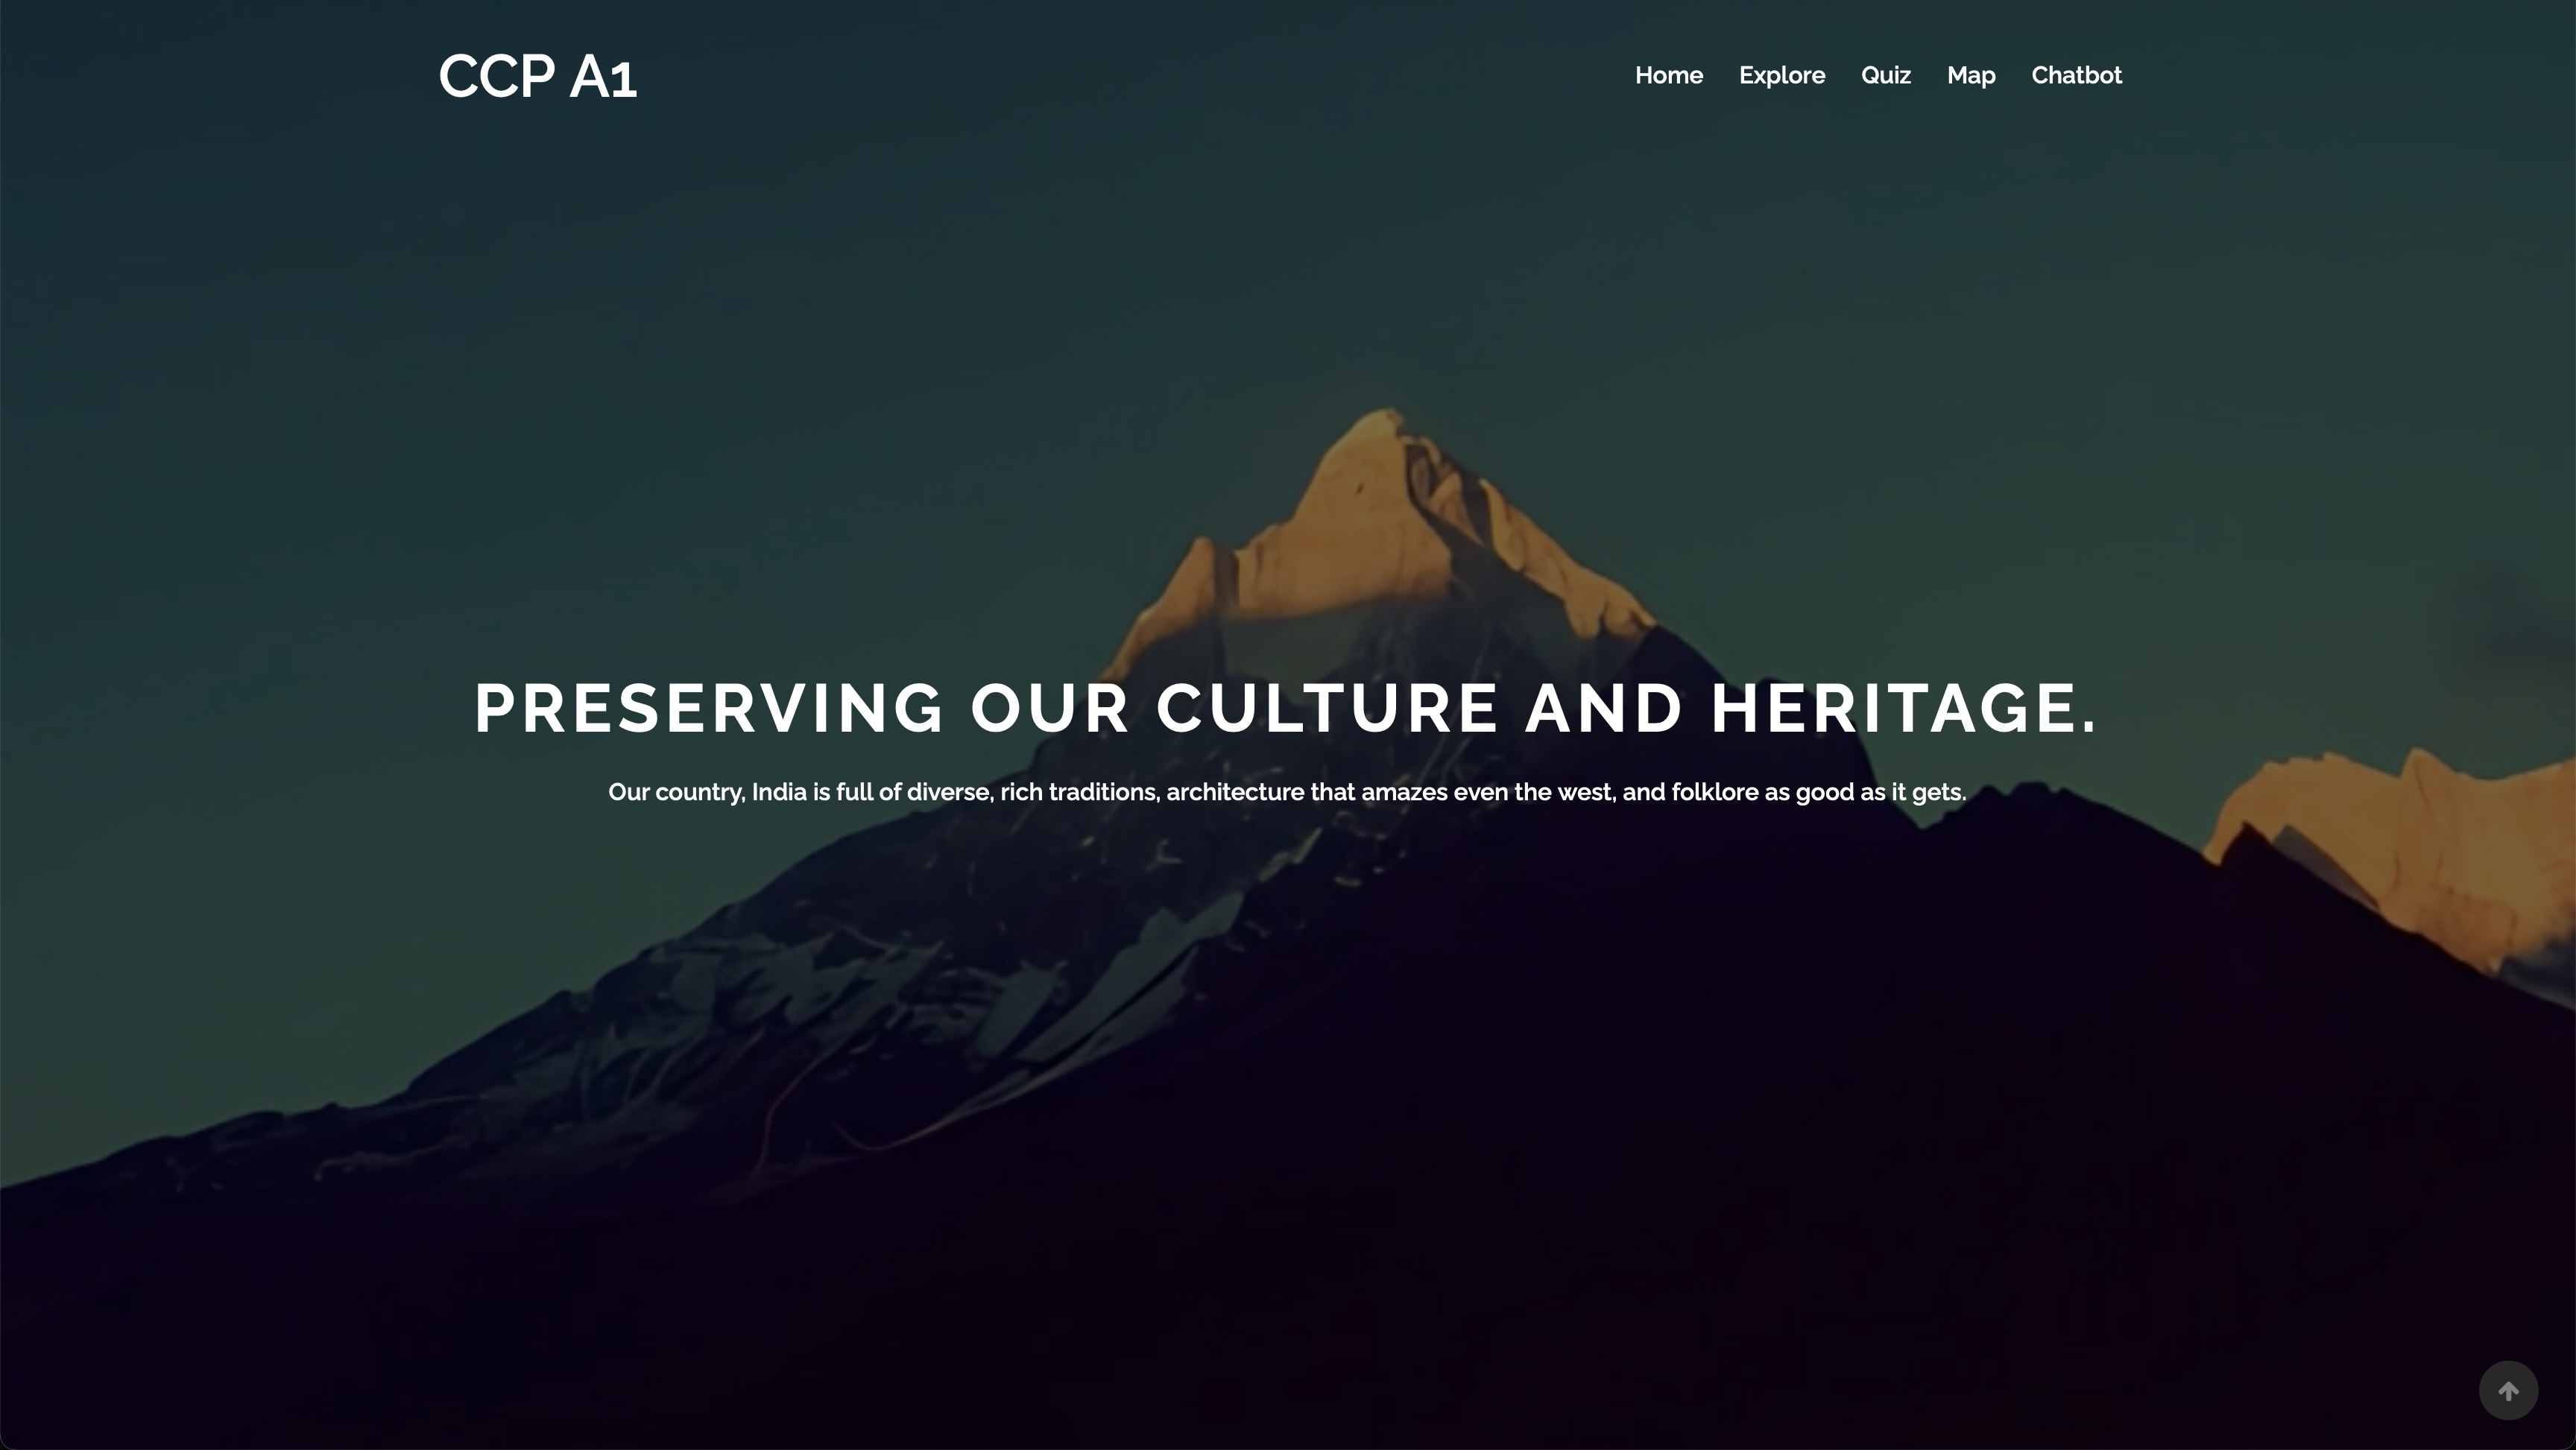 CCP A1
Home Explore Quiz Map Chatbot
PRESERVING OUR CULTURE AND HERITAGE.
Our country, India is full of diverse, rich traditions, architecture that amazes even the west, and folklore as good as it gets.